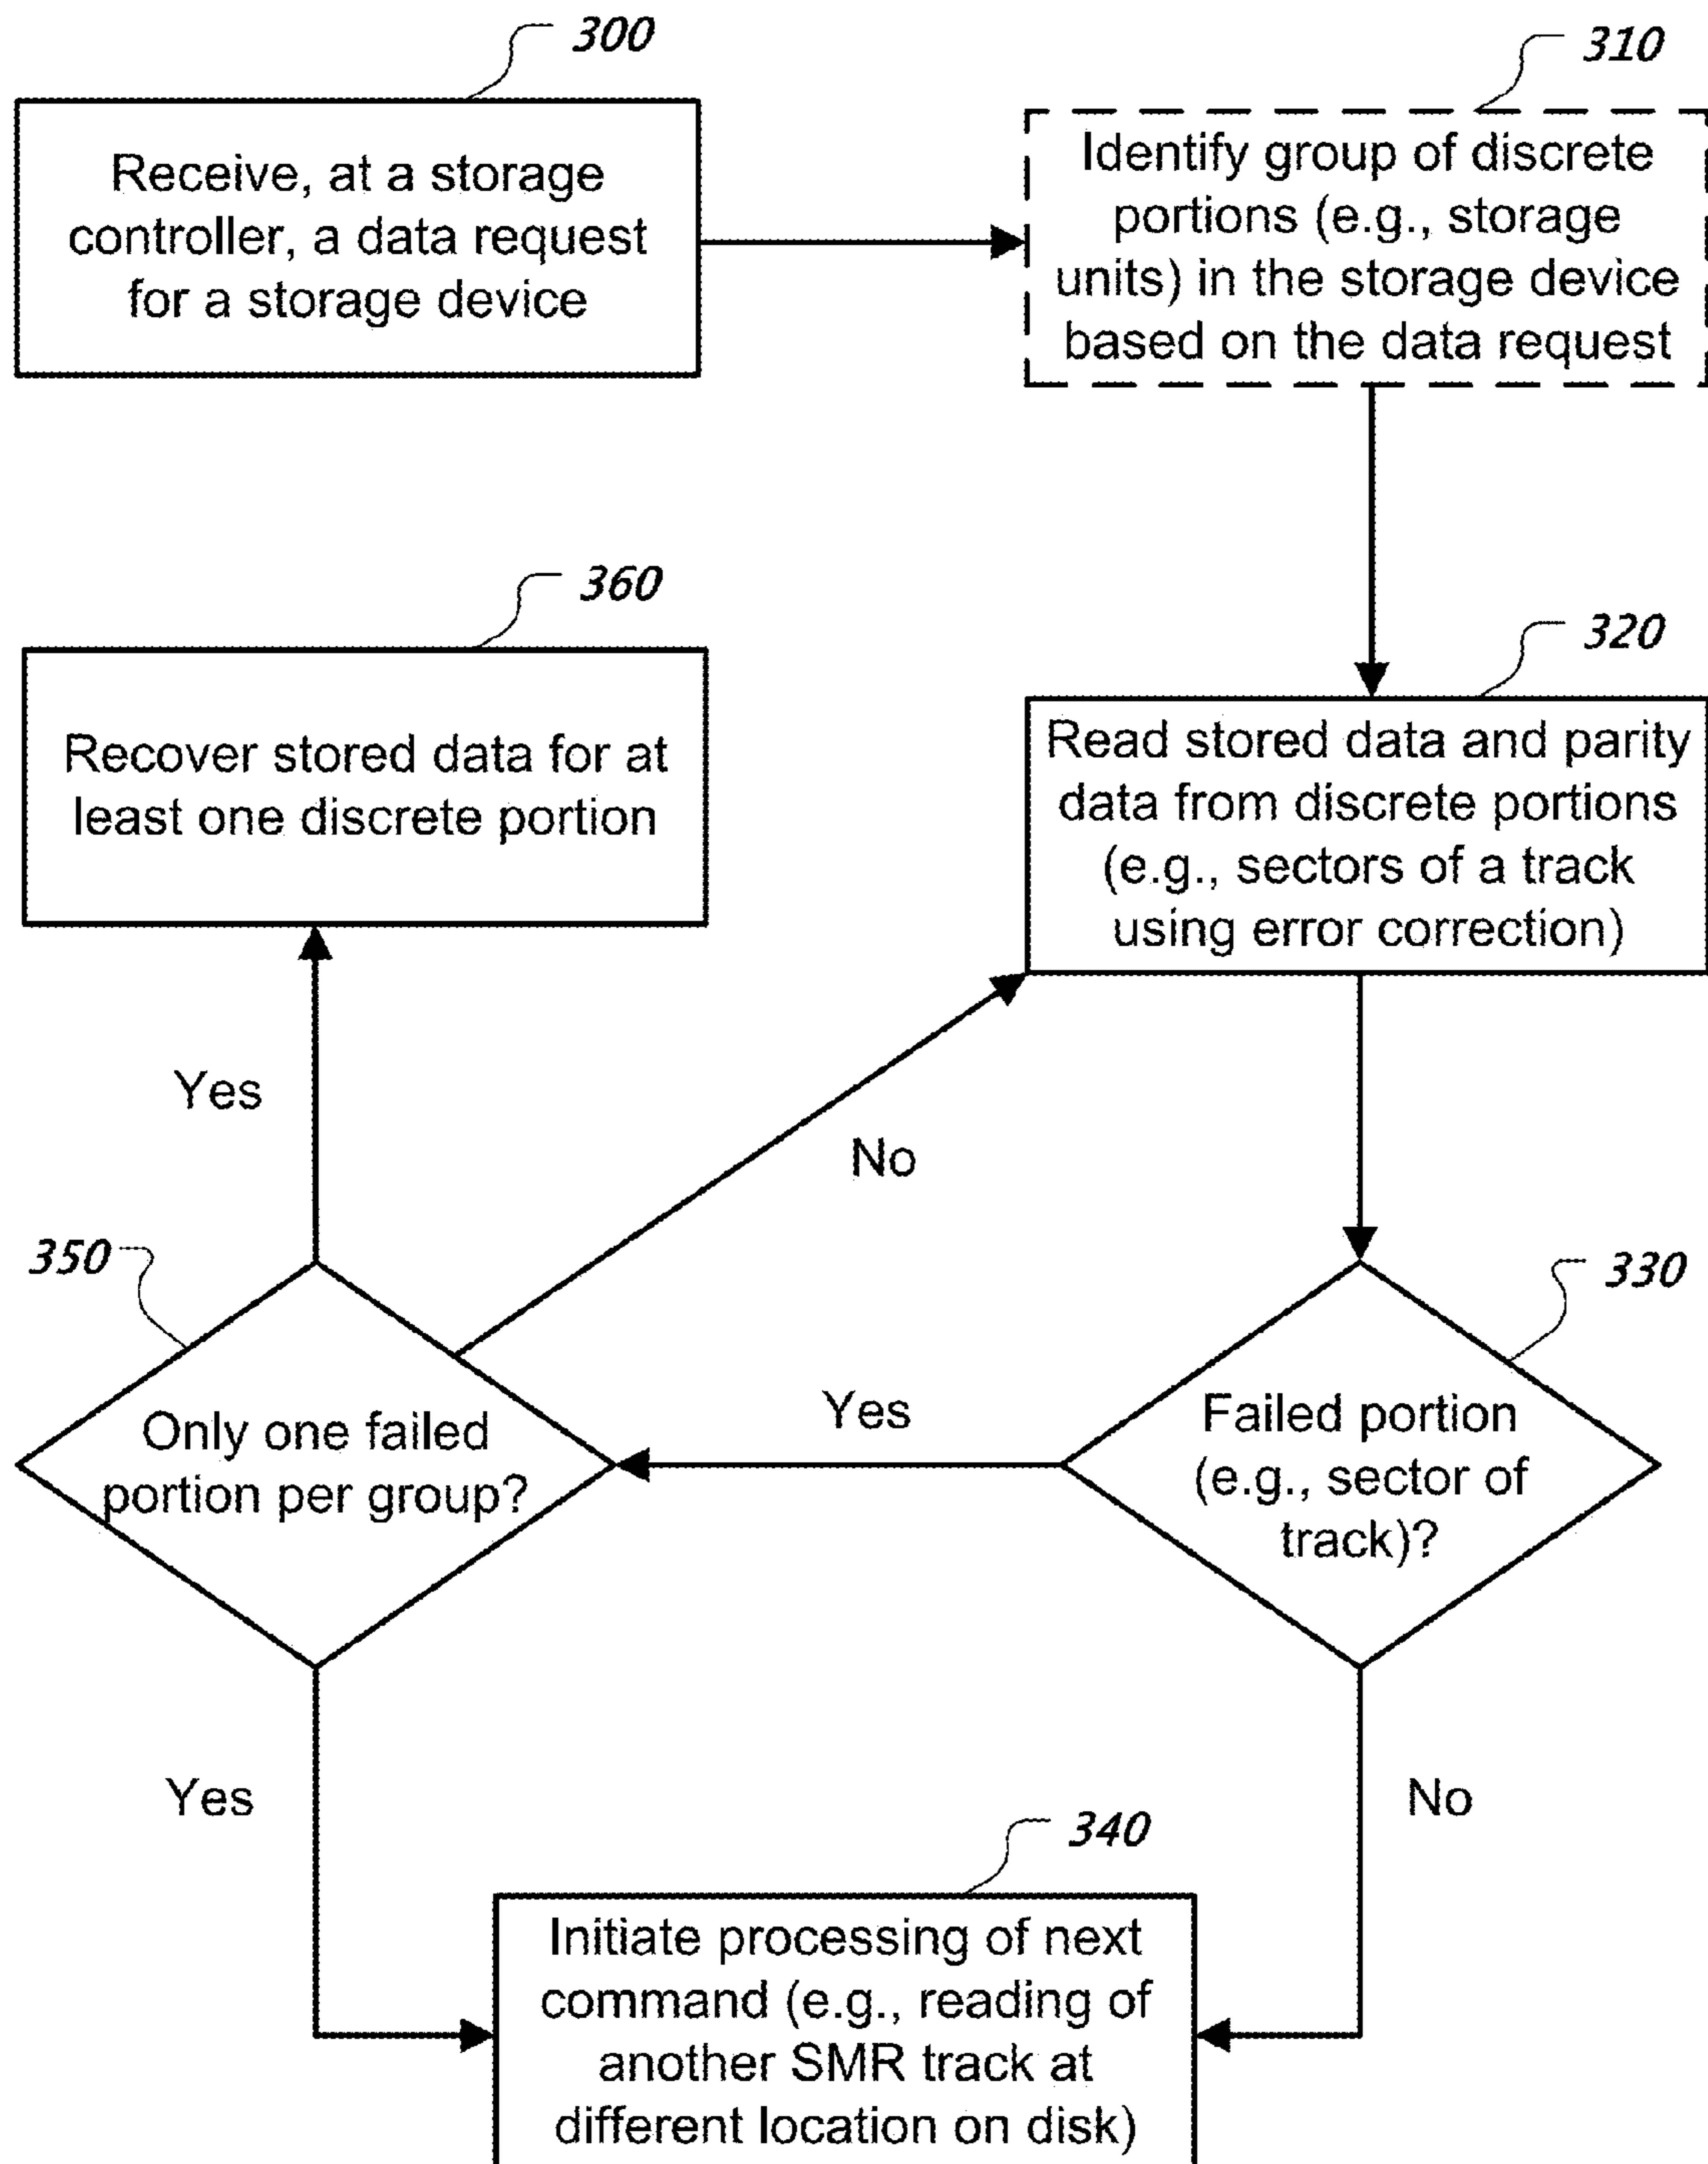 300
Receive, at a storage
controller, a data request
for a storage device
310
Identify group of discrete
portions (e.g., storage
units) in the storage device
based on the data request
360
Recover stored data for at
least one discrete portion
320
Read stored data and parity
data from discrete portions
(e.g., sectors of a track
using error correction)
Yes
No
350
Only one failed
portion per group?
Yes
330
Failed portion
(e.g., sector of
track)?
Yes
No
340
Initiate processing of next
command (e.g., reading of
another SMR track at
different location on disk)